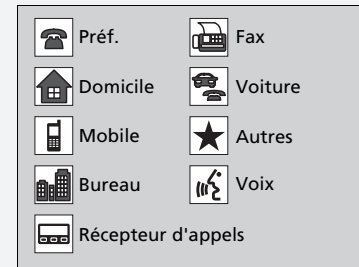 Préf.
Fax
Domicile
Voiture
Mobile
Autres
Bureau
Voix
Récepteur d'appels